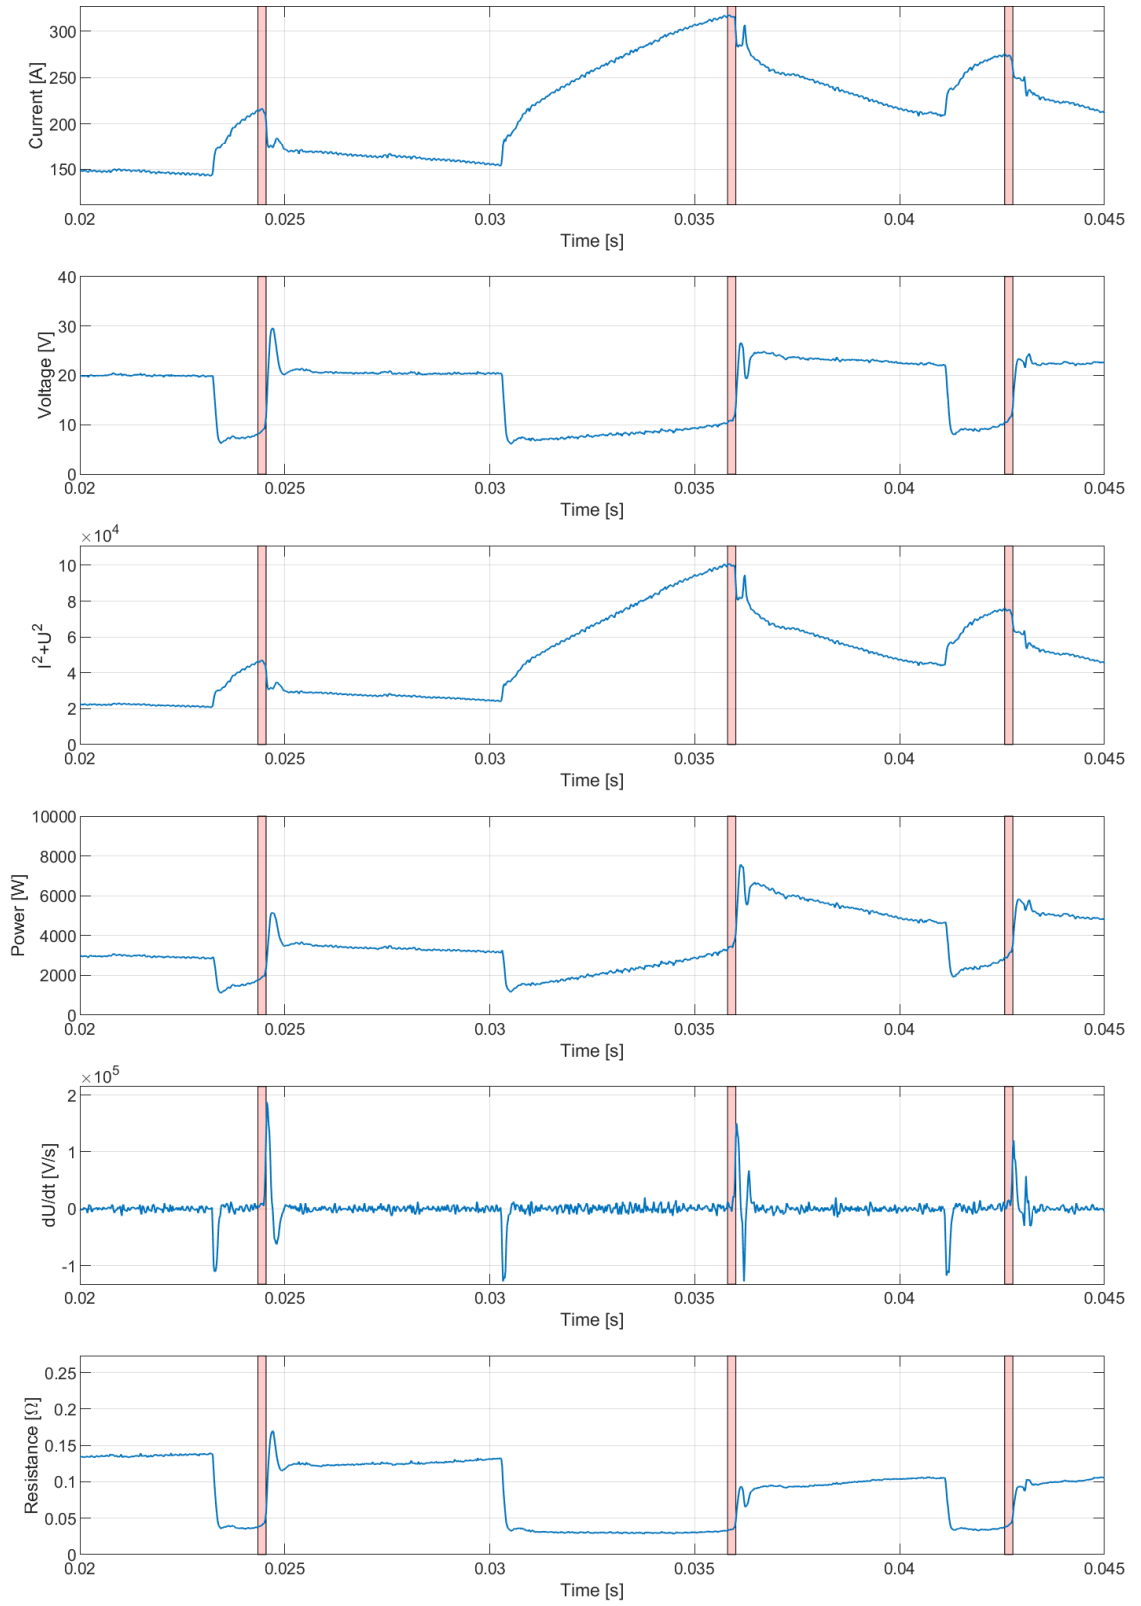 300
250
200
150
Current [A]
0.02 0.025 0.03 0.035 0.04 0.045
Time [s]
40
30
20
10
0
Voltage [V]
0.02 0.025 0.03 0.035 0.04 0.045
Time [s]
×10⁴
10
8
6
4
2
0
I²+U²
0.02 0.025 0.03 0.035 0.04 0.045
Time [s]
10000
8000
6000
4000
2000
0
Power [W]
0.02 0.025 0.03 0.035 0.04 0.045
Time [s]
×10⁵
2
1
0
-1
dU/dt [V/s]
0.02 0.025 0.03 0.035 0.04 0.045
Time [s]
0.25
0.2
0.15
0.1
0.05
0
Resistance [Ω]
0.02 0.025 0.03 0.035 0.04 0.045
Time [s]